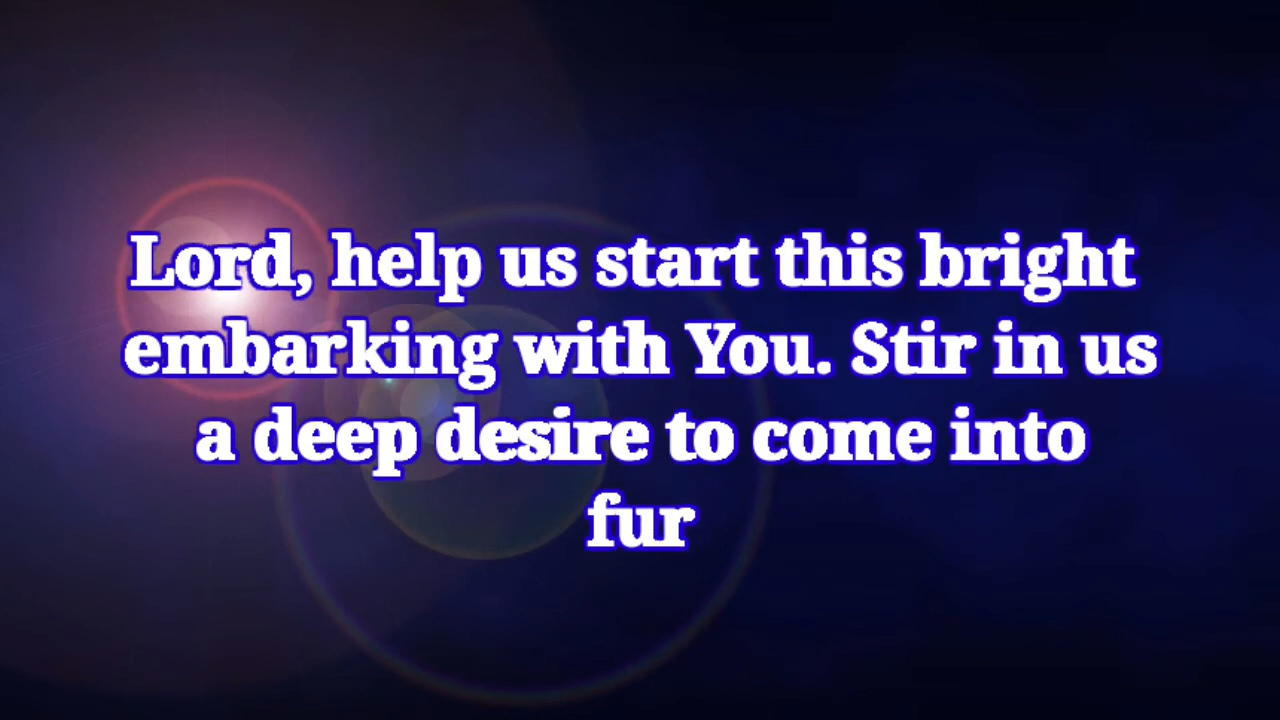 Lord, help us start this bright
embarking with You. Stir in us
a deep desire to come into
fur